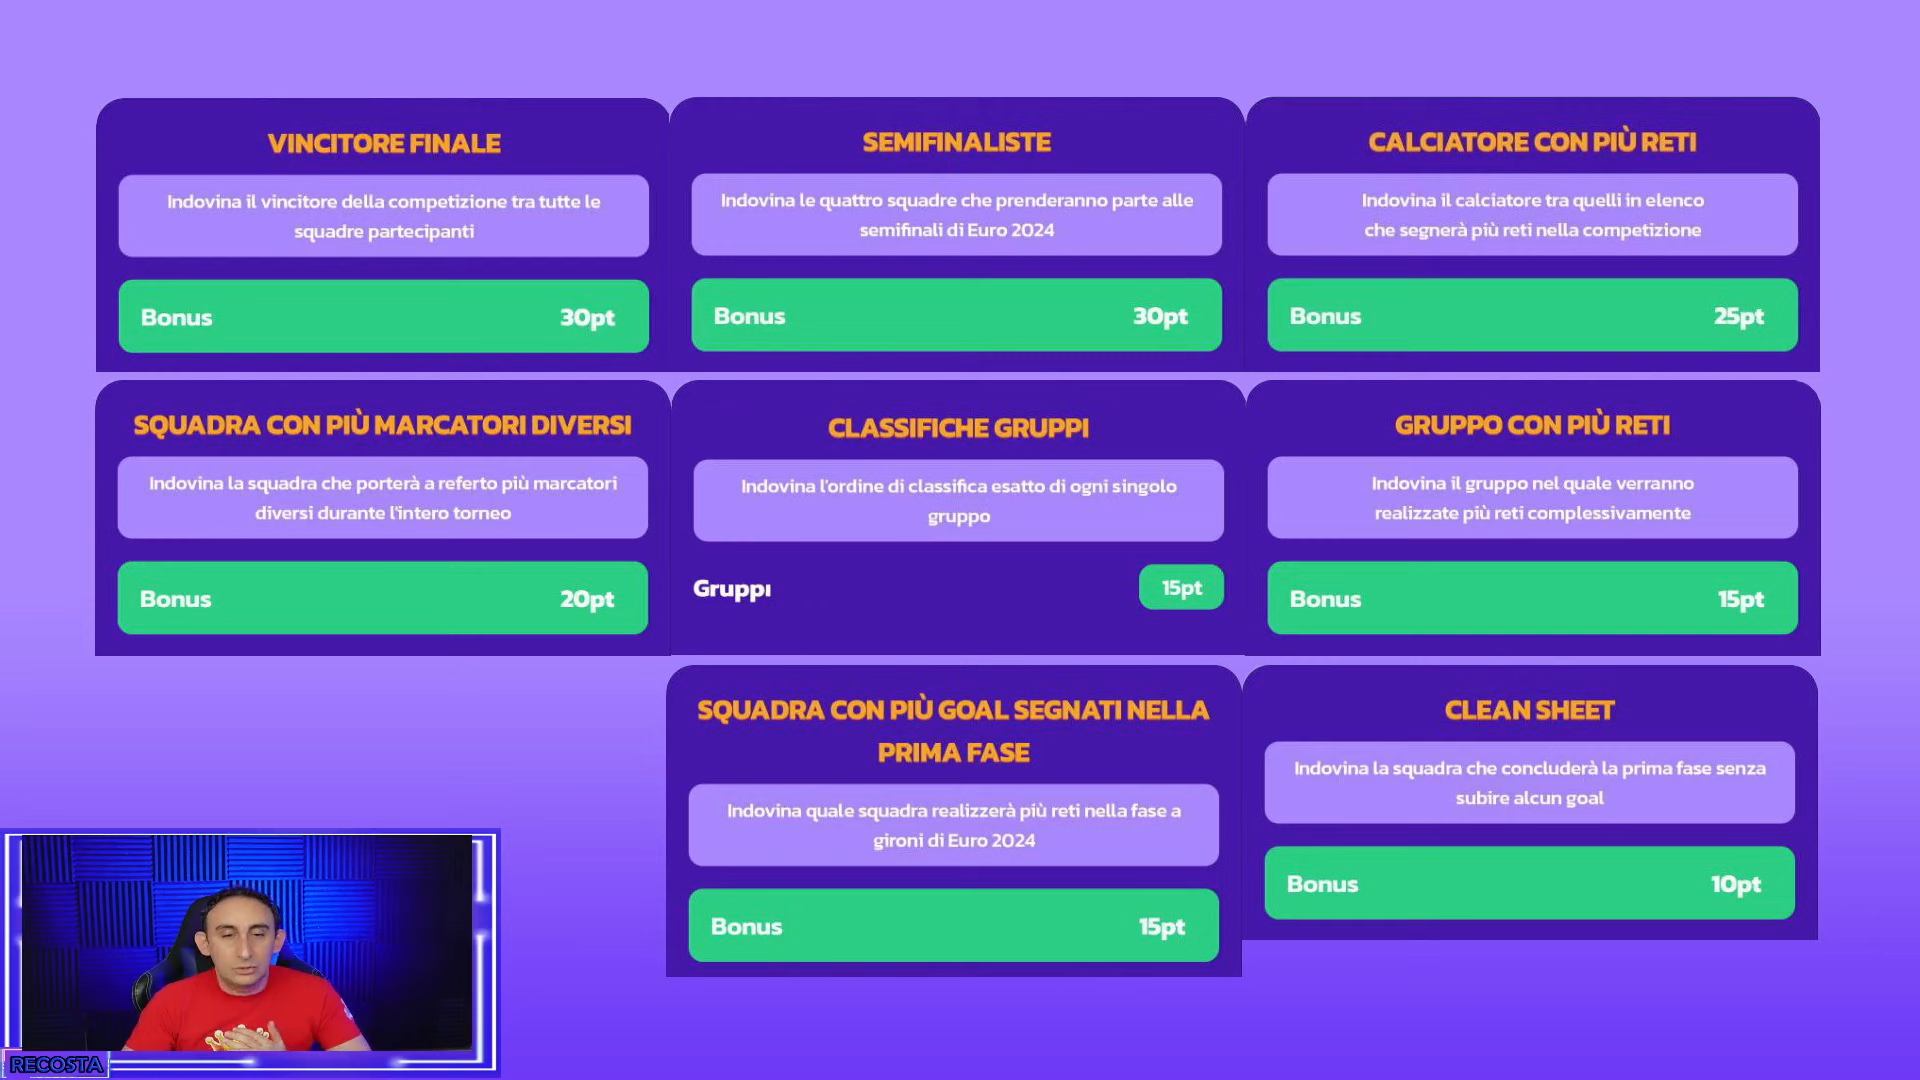 VINCITORE FINALE
Indovina il vincitore della competizione tra tutte le
squadre partecipanti
Bonus 30pt
SEMIFINALISTE
Indovina le quattro squadre che prenderanno parte alle
semifinali di Euro 2024
Bonus 30pt
CALCIATORE CON PIÙ RETI
Indovina il calciatore tra quelli in elenco
che segnerà più reti nella competizione
Bonus 25pt
SQUADRA CON PIÙ MARCATORI DIVERSI
Indovina la squadra che porterà a referto più marcatori
diversi durante l'intero torneo
Bonus 20pt
CLASSIFICHE GRUPPI
Indovina l'ordine di classifica esatto di ogni singolo
gruppo
Gruppi 15pt
GRUPPO CON PIÙ RETI
Indovina il gruppo nel quale verranno
realizzate più reti complessivamente
Bonus 15pt
SQUADRA CON PIÙ GOAL SEGNATI NELLA
PRIMA FASE
Indovina quale squadra realizzerà più reti nella fase a
gironi di Euro 2024
Bonus 15pt
CLEAN SHEET
Indovina la squadra che concluderà la prima fase senza
subire alcun goal
Bonus 10pt
RECOSTA